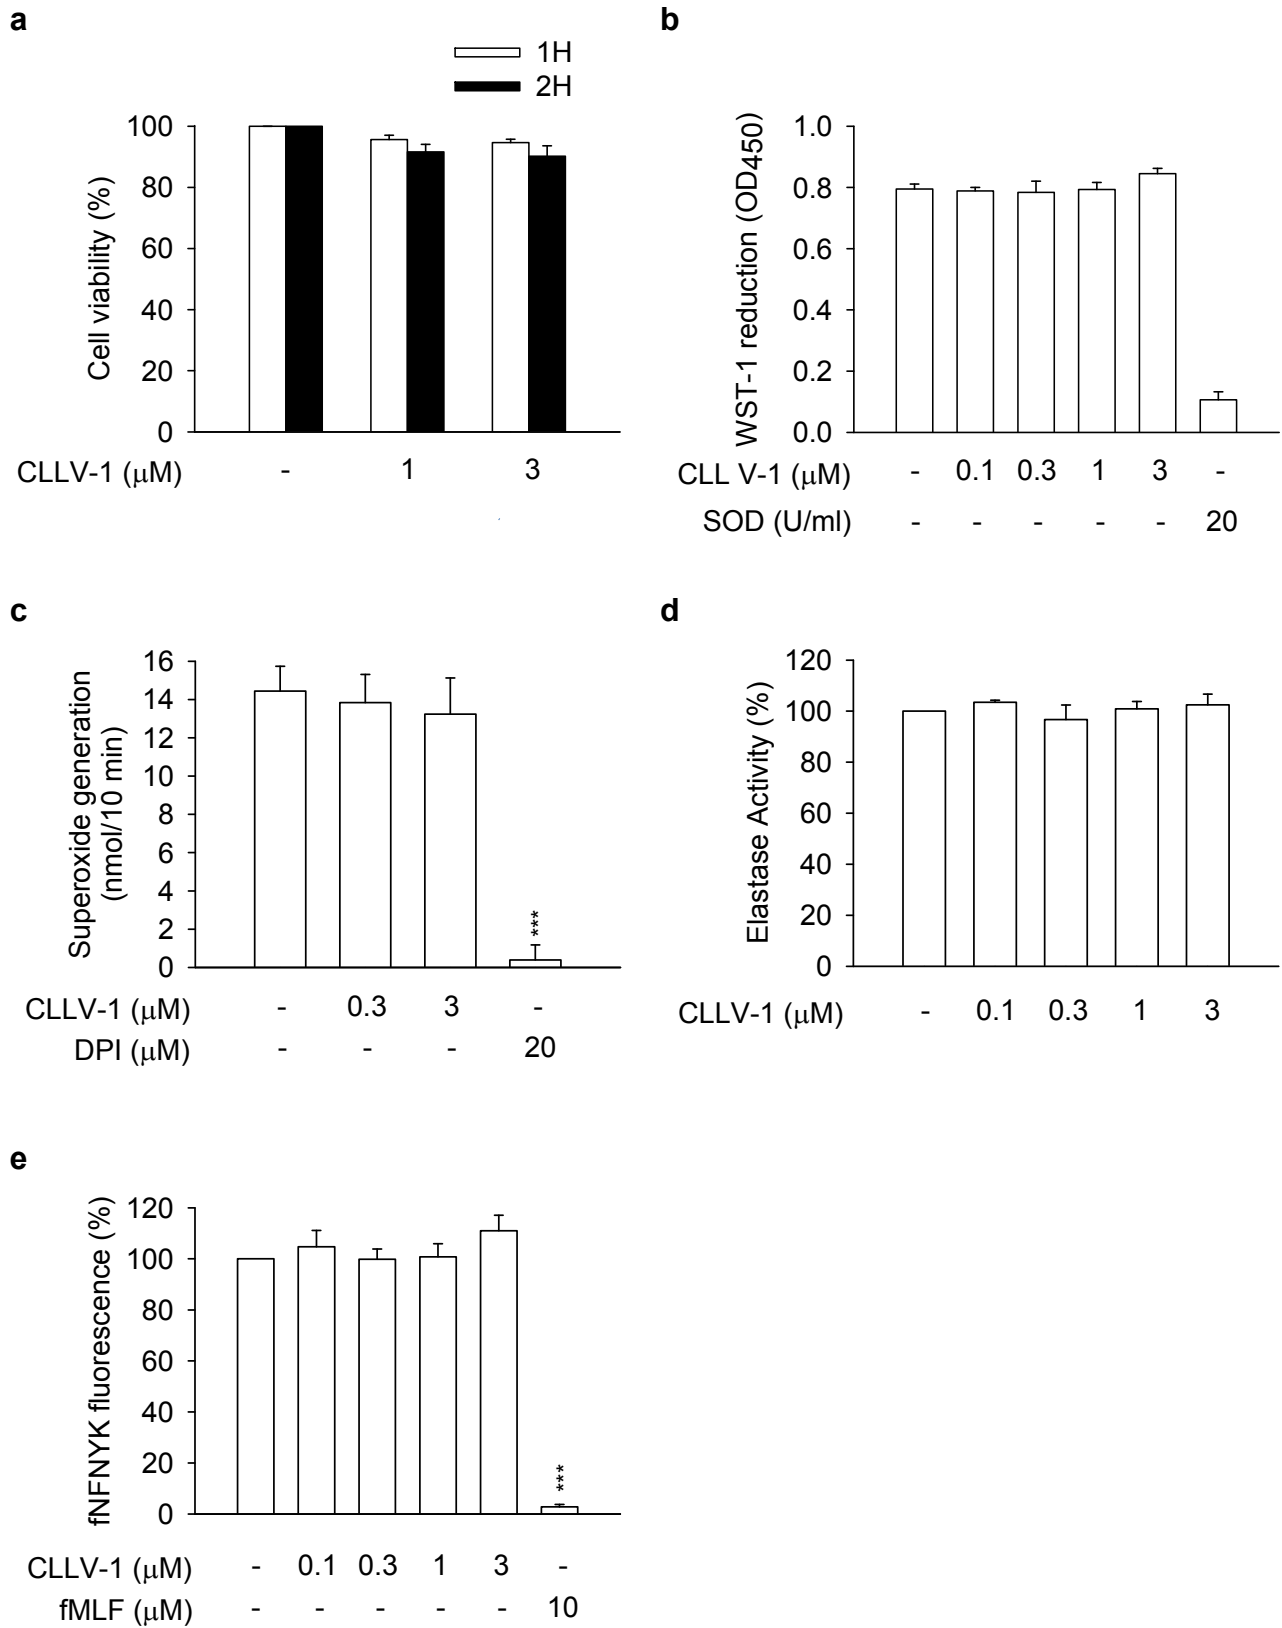 a
1H
2H
100
80
60
40
20
0
Cell viability (%)
CLLV-1 (μM) - 1 3
b
1.0
0.8
0.6
0.4
0.2
0.0
WST-1 reduction (OD450)
CLL V-1 (μM) - 0.1 0.3 1 3 -
SOD (U/ml) - - - - - 20
c
16
14
12
10
8
6
4
2
0
Superoxide generation
(nmol/10 min)
***
CLLV-1 (μM) - 0.3 3 -
DPI (μM) - - - 20
d
120
100
80
60
40
20
0
Elastase Activity (%)
CLLV-1 (μM) - 0.1 0.3 1 3
e
120
100
80
60
40
20
0
fNFNYK fluorescence (%)
***
CLLV-1 (μM) - 0.1 0.3 1 3 -
fMLF (μM) - - - - - 10